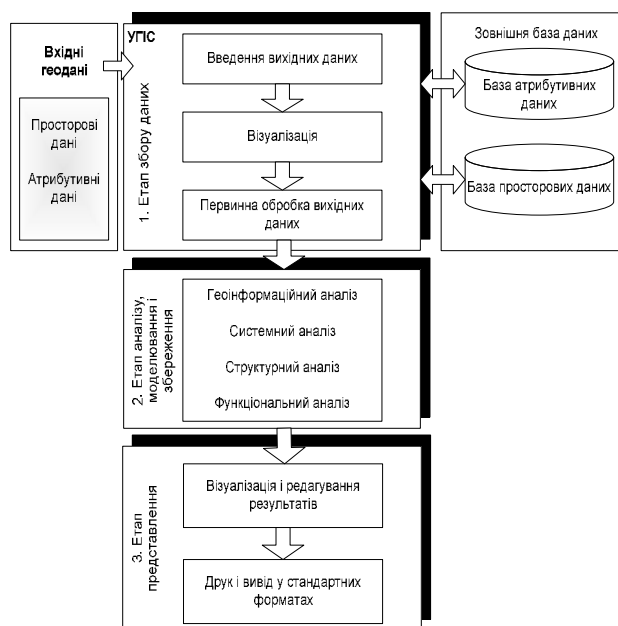 Вхідні
геодані
Просторові
дані
Атрибутивні
дані
УГІС
1. Етап збору даних
Введення вихідних даних
Візуалізація
Первинна обробка вихідних
даних
Зовнішня база даних
База атрибутивних
даних
База просторових даних
2. Етап аналізу,
моделювання і
збереження
Геоінформаційний аналіз
Системний аналіз
Структурний аналіз
Функціональний аналіз
3. Етап
представлення
Візуалізація і редагування
результатів
Друк і вивід у стандартних
форматах